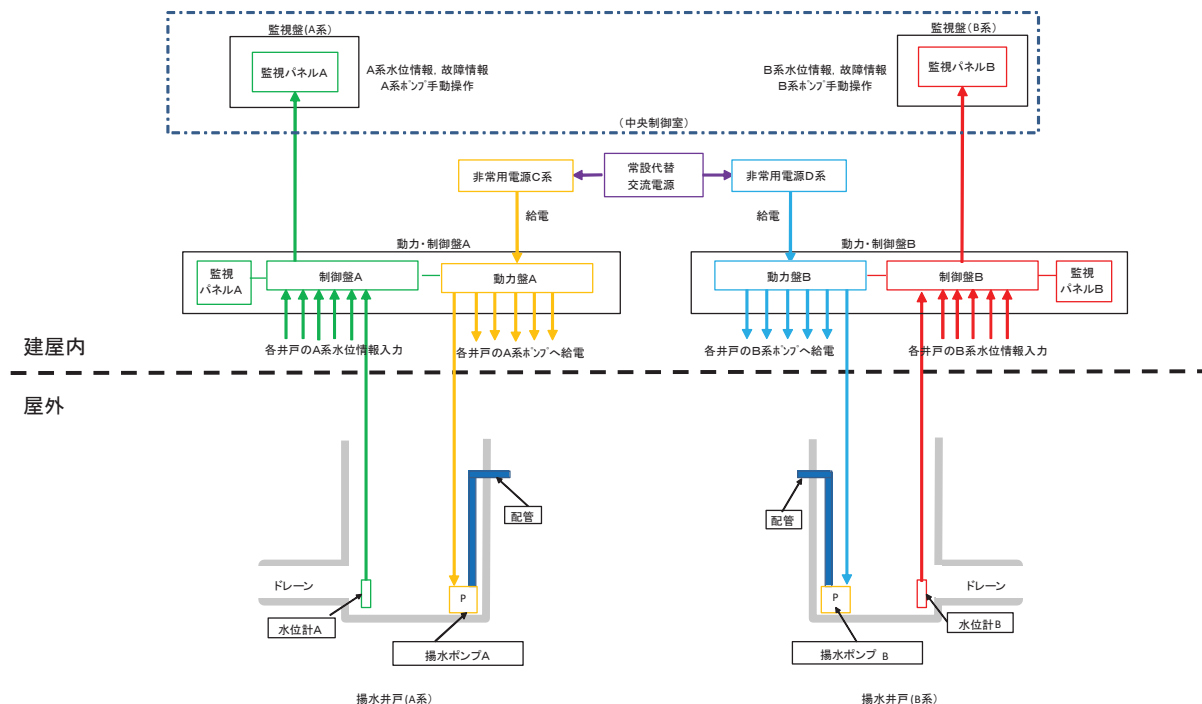 監視盤(A系)
監視パネルA
A系水位情報，故障情報
A系ポンプ手動操作
監視盤(B系)
監視パネルB
B系水位情報，故障情報
B系ポンプ手動操作
（中央制御室）
非常用電源C系
常設代替
交流電源
非常用電源D系
給電
給電
動力・制御盤A
監視
パネルA
制御盤A
動力盤A
各井戸のA系水位情報入力
各井戸のA系ポンプへ給電
動力・制御盤B
動力盤B
制御盤B
監視
パネルB
各井戸のB系ポンプへ給電
各井戸のB系水位情報入力
建屋内
屋外
配管
ドレーン
P
水位計A
揚水ポンプA
揚水井戸(A系)
配管
P
ドレーン
水位計B
揚水ポンプ B
揚水井戸(B系)